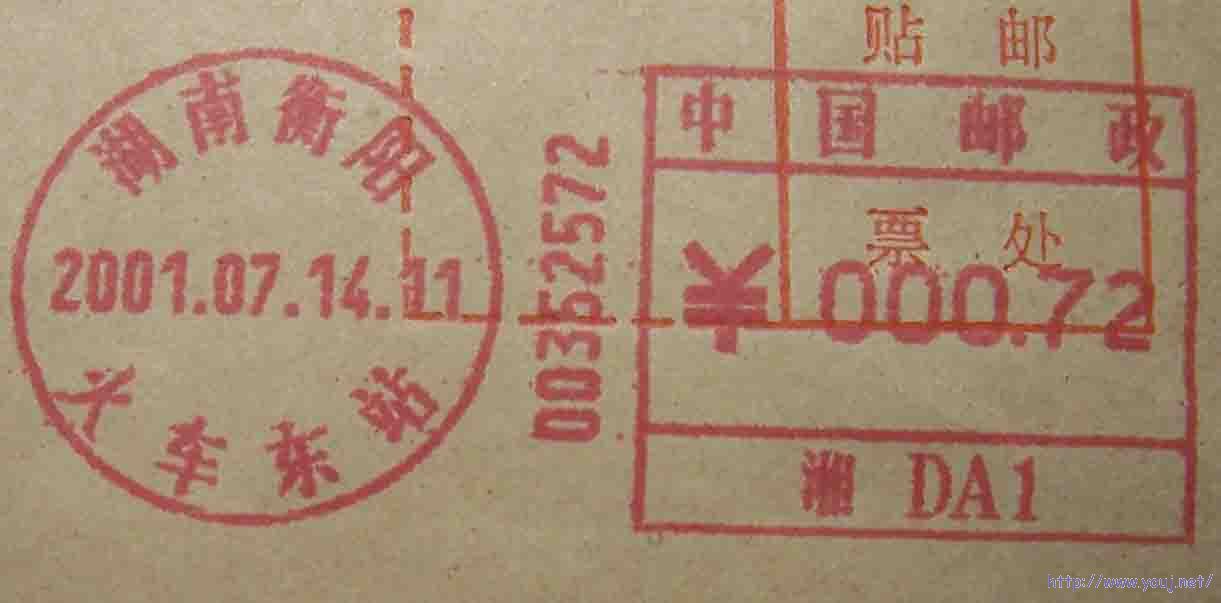 湖南衡阳
2001.07.14.11
火车东站
00352572
贴邮
票处
中国邮政
000.72
湘 DA1
http://www.youj.net/